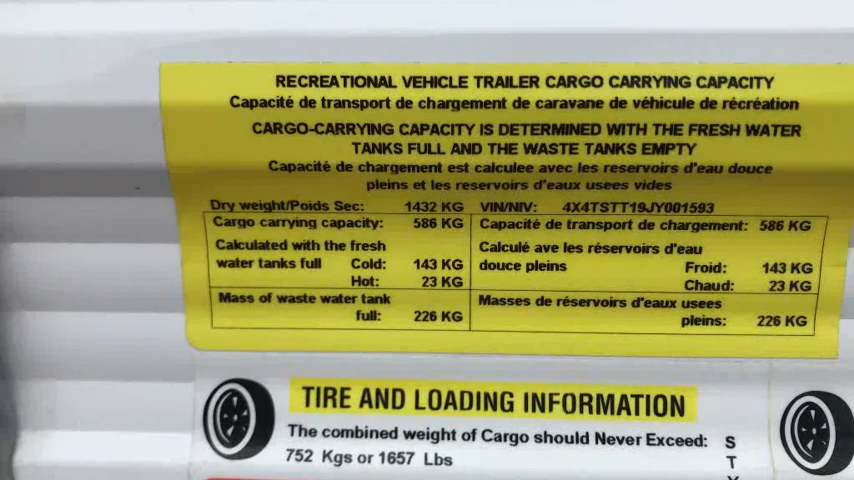 RECREATIONAL VEHICLE TRAILER CARGO CARRYING CAPACITY
Capacité de transport de chargement de caravane de véhicule de récréation
CARGO-CARRYING CAPACITY IS DETERMINED WITH THE FRESH WATER
TANKS FULL AND THE WASTE TANKS EMPTY
Capacité de chargement est calculee avec les reservoirs d'eau douce
pleins et les reservoirs d'eaux usees vides
Dry weight/Poids Sec: 1432 KG VIN/NIV: 4X4TSTT19JY001593
Cargo carrying capacity: 586 KG
Calculated with the fresh
water tanks full Cold: 143 KG
Hot: 23 KG
Mass of waste water tank
full: 226 KG
Capacité de transport de chargement: 586 KG
Calculé ave les réservoirs d'eau
douce pleins Froid: 143 KG
Chaud: 23 KG
Masses de réservoirs d'eaux usees
pleins: 226 KG
TIRE AND LOADING INFORMATION
The combined weight of Cargo should Never Exceed:
752 Kgs or 1657 Lbs
S
T